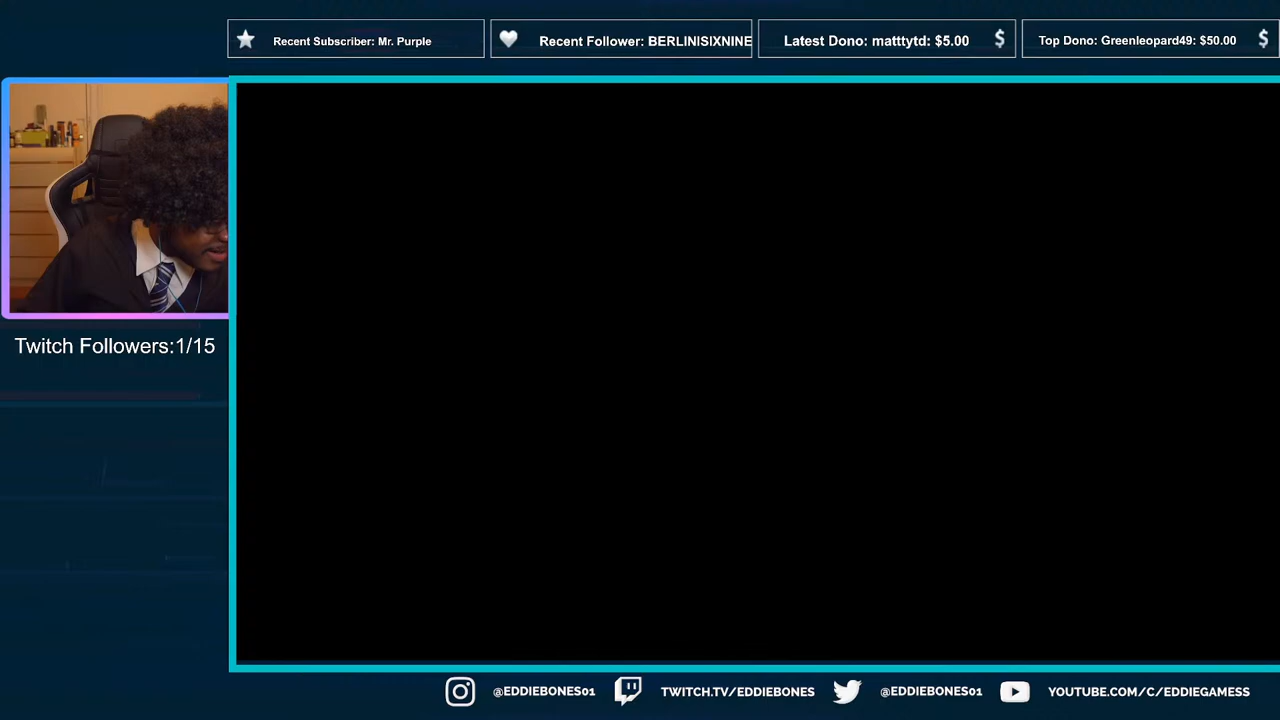 Recent Subscriber: Mr. Purple
Recent Follower: BERLINISIXNINE
Latest Dono: matttytd: $5.00
Top Dono: Greenleopard49: $50.00
Twitch Followers:1/15
@EDDIEBONES01
TWITCH.TV/EDDIEBONES
@EDDIEBONES01
YOUTUBE.COM/C/EDDIEGAMESS